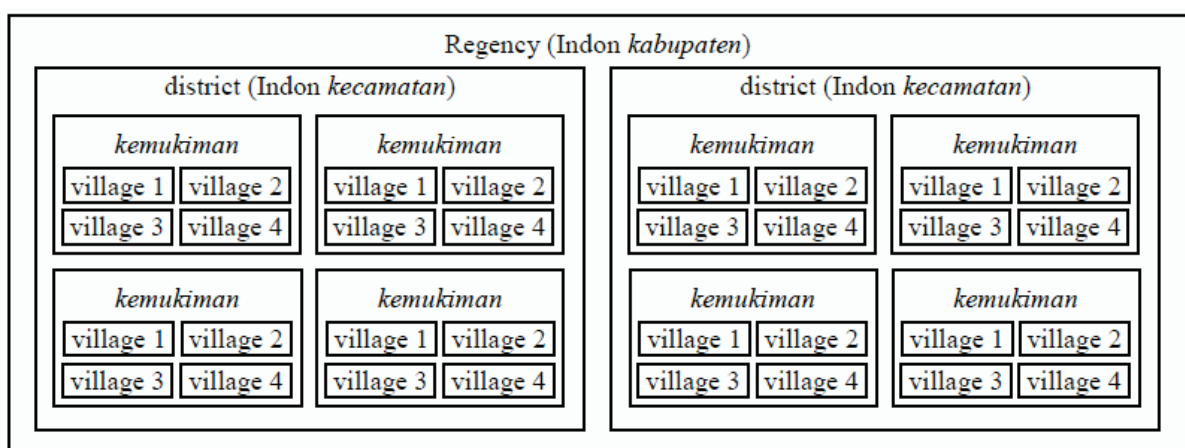 Regency (Indon kabupaten)
district (Indon kecamatan)
kemukiman
village 1 village 2
village 3 village 4
kemukiman
village 1 village 2
village 3 village 4
kemukiman
village 1 village 2
village 3 village 4
kemukiman
village 1 village 2
village 3 village 4
district (Indon kecamatan)
kemukiman
village 1 village 2
village 3 village 4
kemukiman
village 1 village 2
village 3 village 4
kemukiman
village 1 village 2
village 3 village 4
kemukiman
village 1 village 2
village 3 village 4